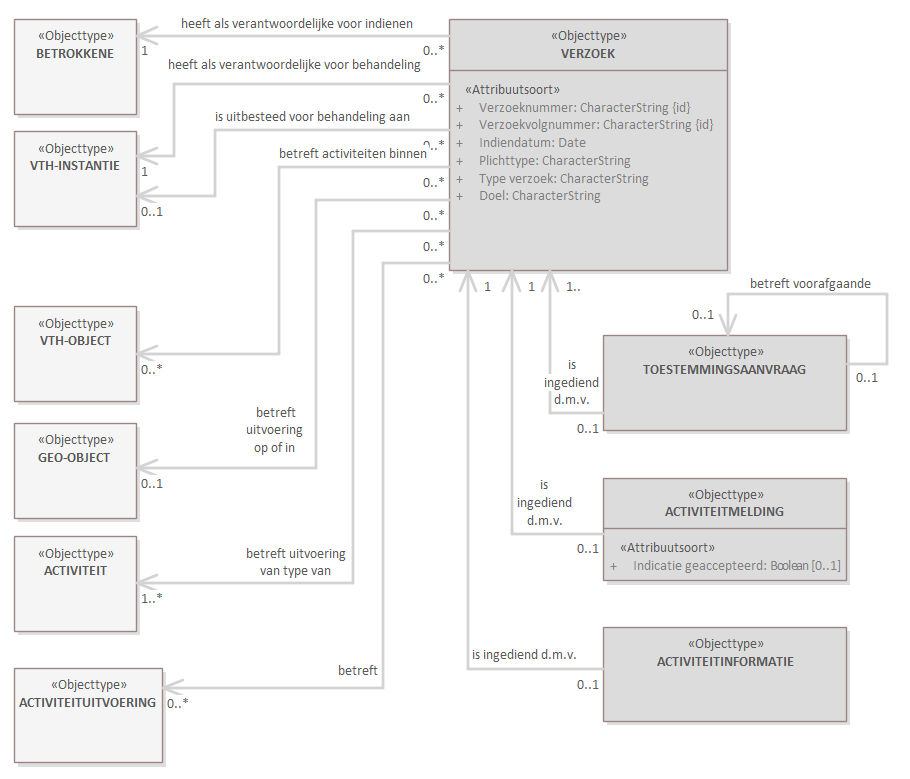 «Objecttype»
BETROKKENE
heeft als verantwoordelijke voor indienen
1
0..*
«Objecttype»
VERZOEK
«Attribuutsoort»
+ Verzoeknummer: CharacterString {id}
+ Verzoekvolgnummer: CharacterString {id}
+ Indiendatum: Date
+ Plichttype: CharacterString
+ Type verzoek: CharacterString
+ Doel: CharacterString
heeft als verantwoordelijke voor behandeling
0..*
1
«Objecttype»
VTH-INSTANTIE
is uitbesteed voor behandeling aan
..*
0..1
betreft activiteiten binnen
0..*
0..*
«Objecttype»
VTH-OBJECT
0..*
betreft
uitvoering
op of in
0..1
«Objecttype»
GEO-OBJECT
0..*
betreft uitvoering
van type van
1..*
«Objecttype»
ACTIVITEIT
0..*
betreft
0..*
«Objecttype»
ACTIVITEITUITVOERING
1
1
1..
betreft voorafgaande
0..1
0..1
«Objecttype»
TOESTEMMINGSAANVRAAG
is
ingediend
d.m.v.
0..1
«Objecttype»
ACTIVITEITMELDING
«Attribuutsoort»
+ Indicatie geaccepteerd: Boolean [0..1]
is
ingediend
d.m.v.
0..1
«Objecttype»
ACTIVITEITINFORMATIE
is ingediend d.m.v.
0..1